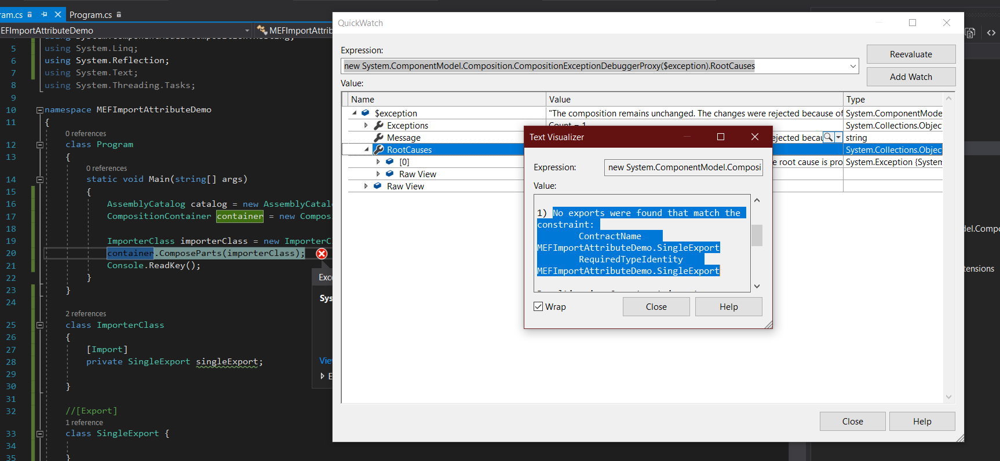 ram.cs
Program.cs
EFImportAttributeDemo
MEFImportAttrib
5 using System.Linq;
6 using System.Reflection;
7 using System.Text;
8 using System.Threading.Tasks;
9
10 namespace MEFImportAttributeDemo
11 {
0 references
12 class Program
13 {
0 references
14 static void Main(string[] args)
15 {
16 AssemblyCatalog catalog = new AssemblyCatal
17 CompositionContainer container = new Compos
18
19 ImporterClass importerClass = new ImporterC
20 container.ComposeParts(importerClass);
21 Console.ReadKey();
22 }
23 }
24
2 references
25 class ImporterClass
26 {
27 [Import]
28 private SingleExport singleExport;
29
30 }
31
32 //[Export]
1 reference
33 class SingleExport {
34
35 }
Exc
Sys
Vie
E
QuickWatch
Expression:
new System.ComponentModel.Composition.CompositionExceptionDebuggerProxy($exception).RootCauses
Reevaluate
Add Watch
Value:
Name Value Type
$exception "The composition remains unchanged. The changes were rejected because of System.ComponentMode
Exceptions Count = 1 System.Collections.Objec
Message ejected becau string
RootCauses System.Collections.Objec
[0] e root cause is pro System.Exception {System
Raw View
Raw View
Text Visualizer
Expression: new System.ComponentModel.Composi
Value:
1) No exports were found that match the
constraint:
ContractName
MEFImportAttributeDemo.SingleExport
RequiredTypeIdentity
MEFImportAttributeDemo.SingleExport
Wrap
Close
Help
Close
Help
del.Compo
tensions